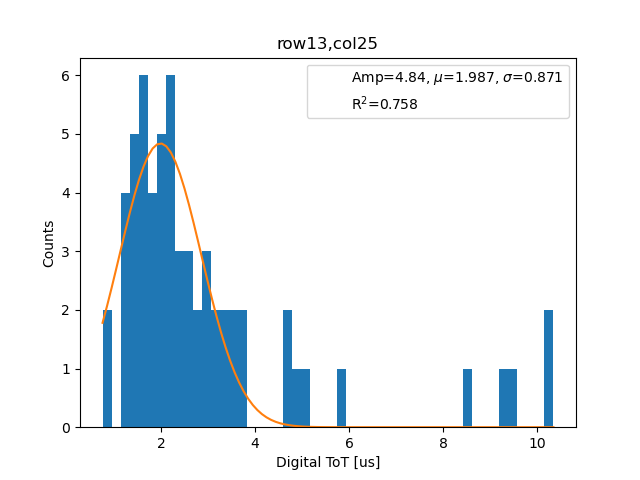 row13,col25
Amp=4.84, μ=1.987, σ=0.871
R²=0.758
Counts
6
5
4
3
2
1
0
2 4 6 8 10
Digital ToT [us]